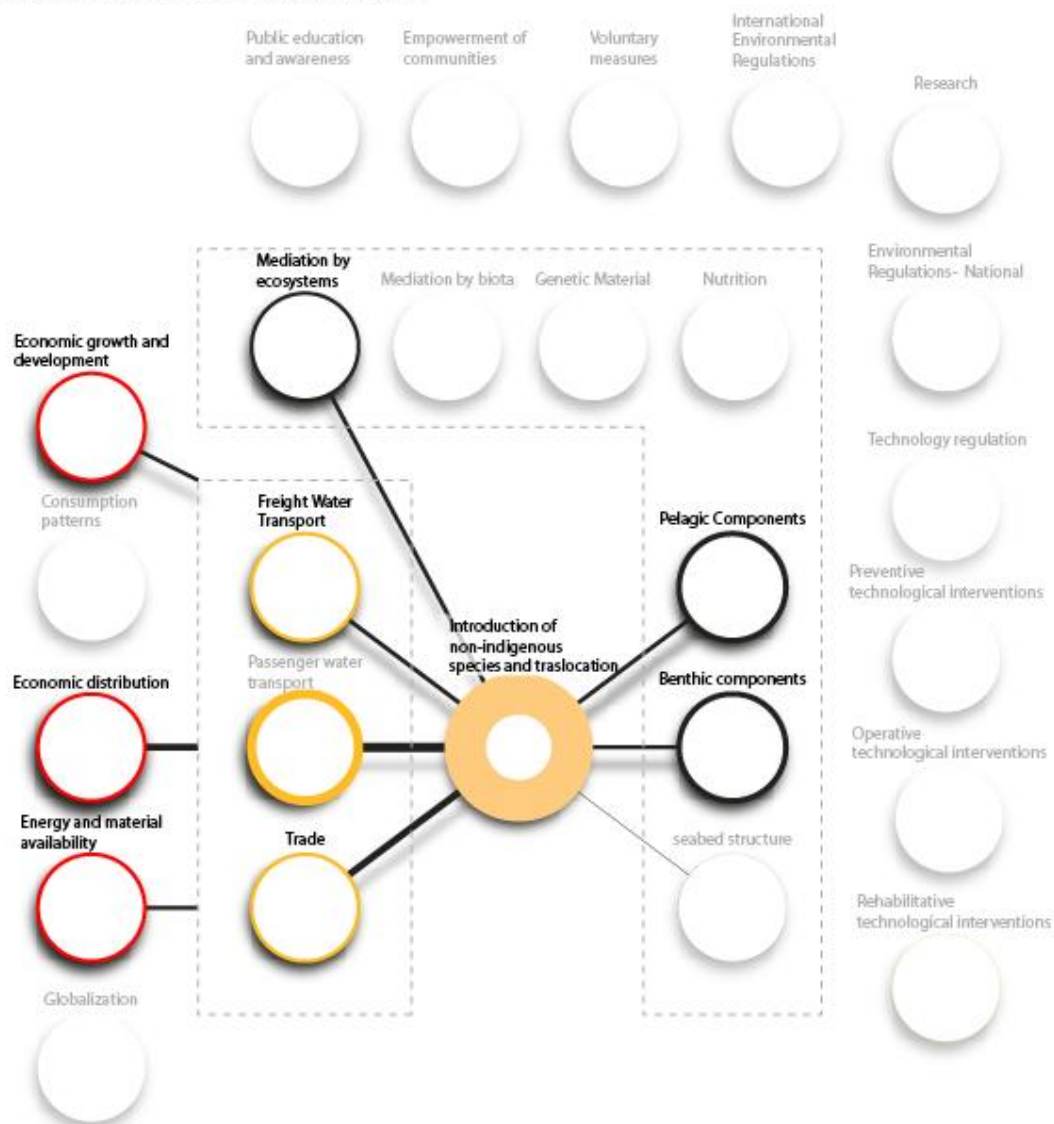 Public education
and awareness
Empowerment of
communities
Voluntary
measures
International
Environmental
Regulations
Research
Mediation by
ecosystems
Mediation by biota
Genetic Material
Nutrition
Environmental
Regulations- National
Economic growth and
development
Consumption
patterns
Freight Water
Transport
Pelagic Components
Technology regulation
Preventive
technological interventions
Introduction of
non-indigenous
species and traslocation
Passenger water
transport
Economic distribution
Benthic components
Operative
technological interventions
Energy and material
availability
Trade
seabed structure
Rehabilitative
technological interventions
Globalization